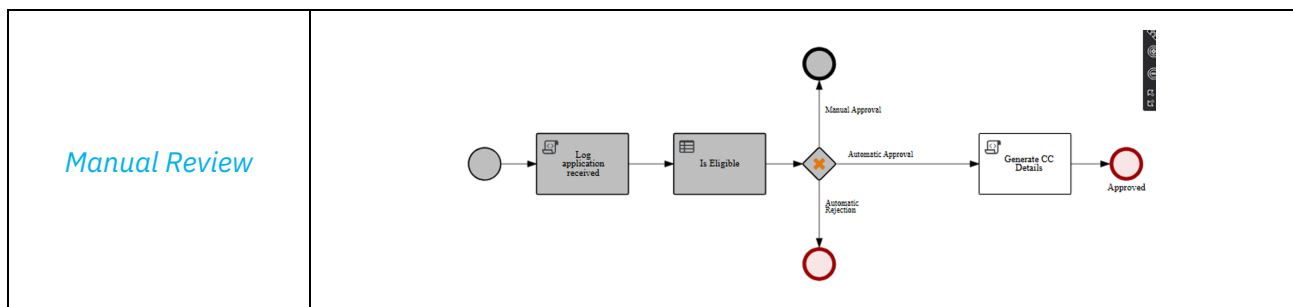 Manual Review
Manual Approval
Log
application
received
Is Eligible
Automatic Approval
Generate CC
Details
Approved
Automatic
Rejection